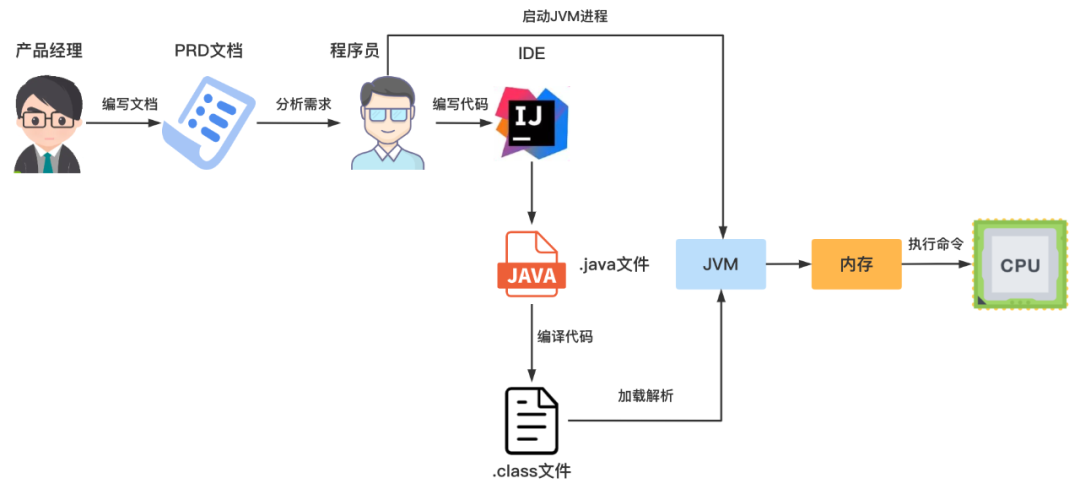 启动JVM进程
产品经理
PRD文档
程序员
IDE
编写文档
分析需求
编写代码
IJ
JAVA
.java文件
JVM
内存
执行命令
CPU
编译代码
加载解析
.class文件